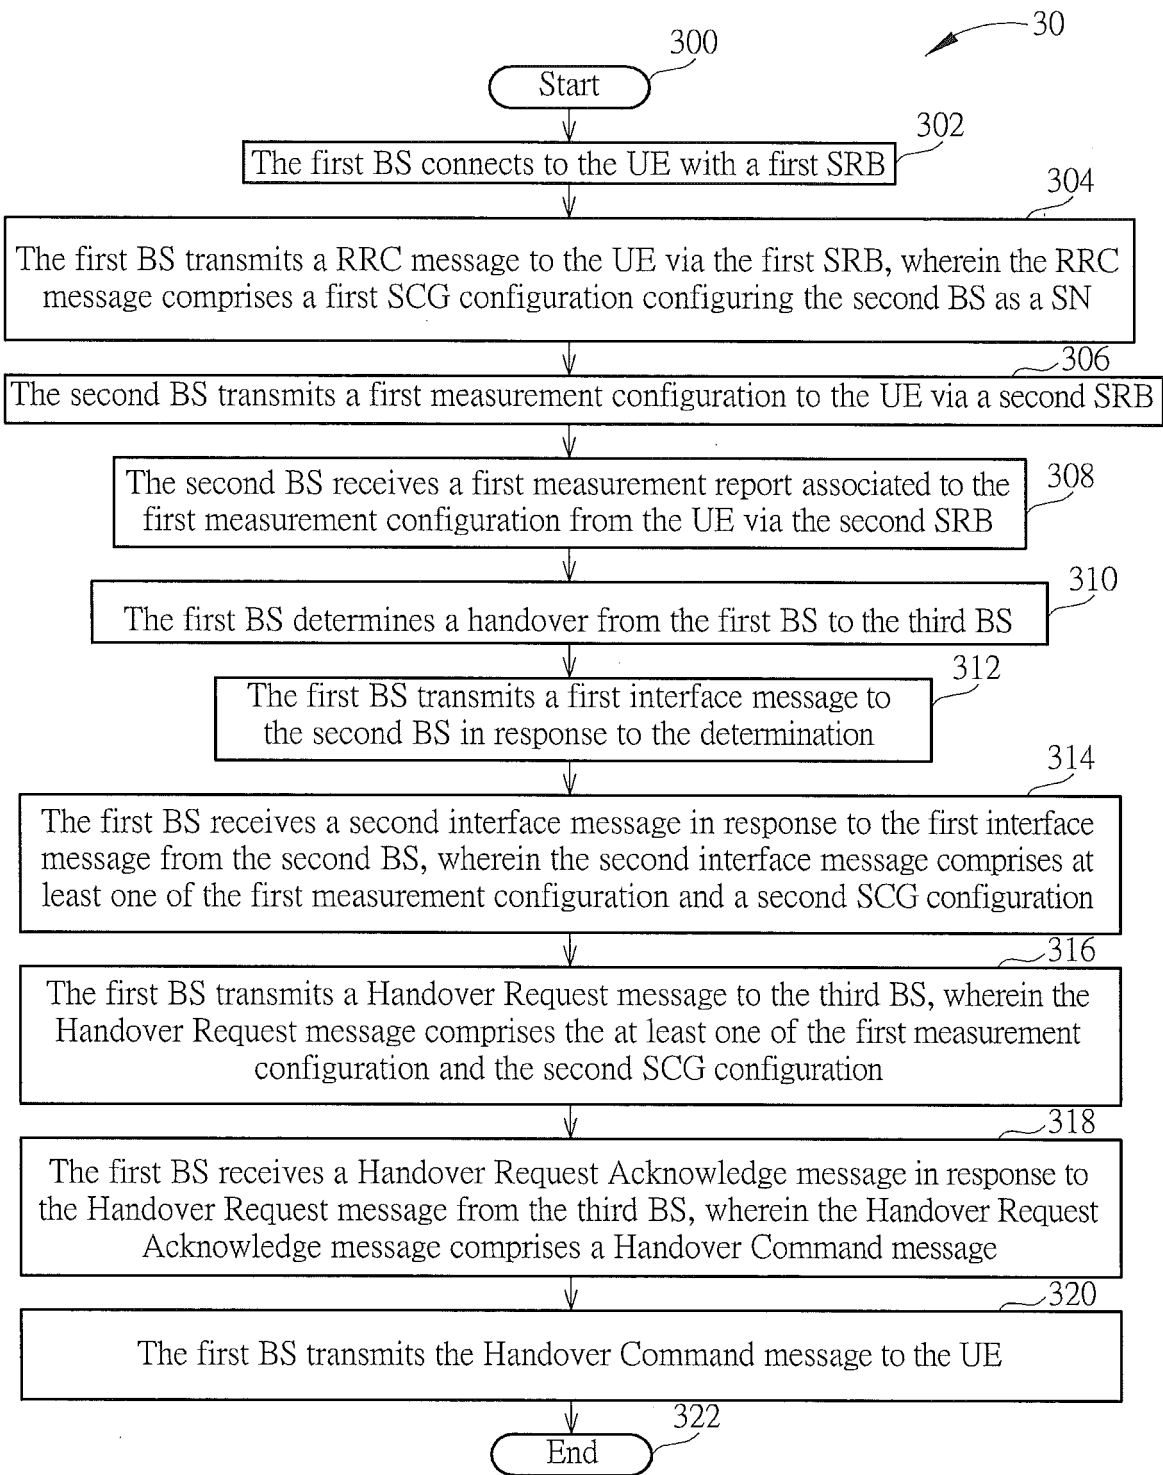 30
300
Start
302
The first BS connects to the UE with a first SRB
304
The first BS transmits a RRC message to the UE via the first SRB, wherein the RRC
message comprises a first SCG configuration configuring the second BS as a SN
306
The second BS transmits a first measurement configuration to the UE via a second SRB
The second BS receives a first measurement report associated to the
first measurement configuration from the UE via the second SRB
308
310
The first BS determines a handover from the first BS to the third BS
312
The first BS transmits a first interface message to
the second BS in response to the determination
314
The first BS receives a second interface message in response to the first interface
message from the second BS, wherein the second interface message comprises at
least one of the first measurement configuration and a second SCG configuration
316
The first BS transmits a Handover Request message to the third BS, wherein the
Handover Request message comprises the at least one of the first measurement
configuration and the second SCG configuration
318
The first BS receives a Handover Request Acknowledge message in response to
the Handover Request message from the third BS, wherein the Handover Request
Acknowledge message comprises a Handover Command message
320
The first BS transmits the Handover Command message to the UE
322
End